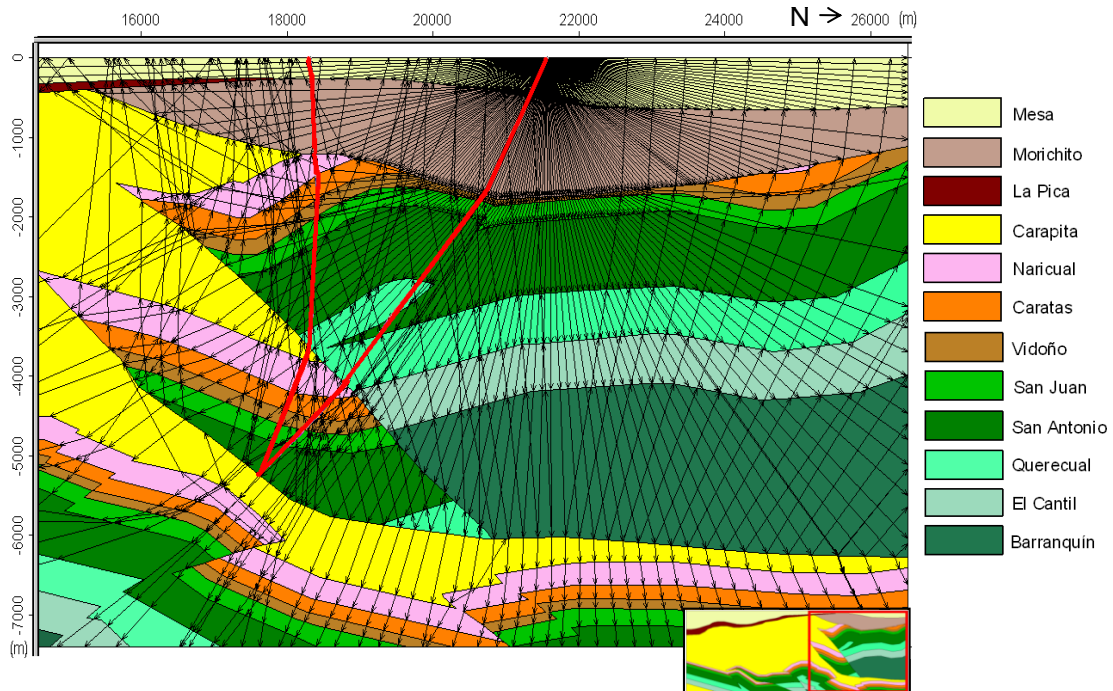 16000 18000 20000 22000 24000 N → 26000 (m)
0
-1000
-2000
-3000
-4000
-5000
-6000
-7000
(m)
Mesa
Morichito
La Pica
Carapita
Naricual
Caratas
Vidoño
San Juan
San Antonio
Querecual
El Cantil
Barranquín